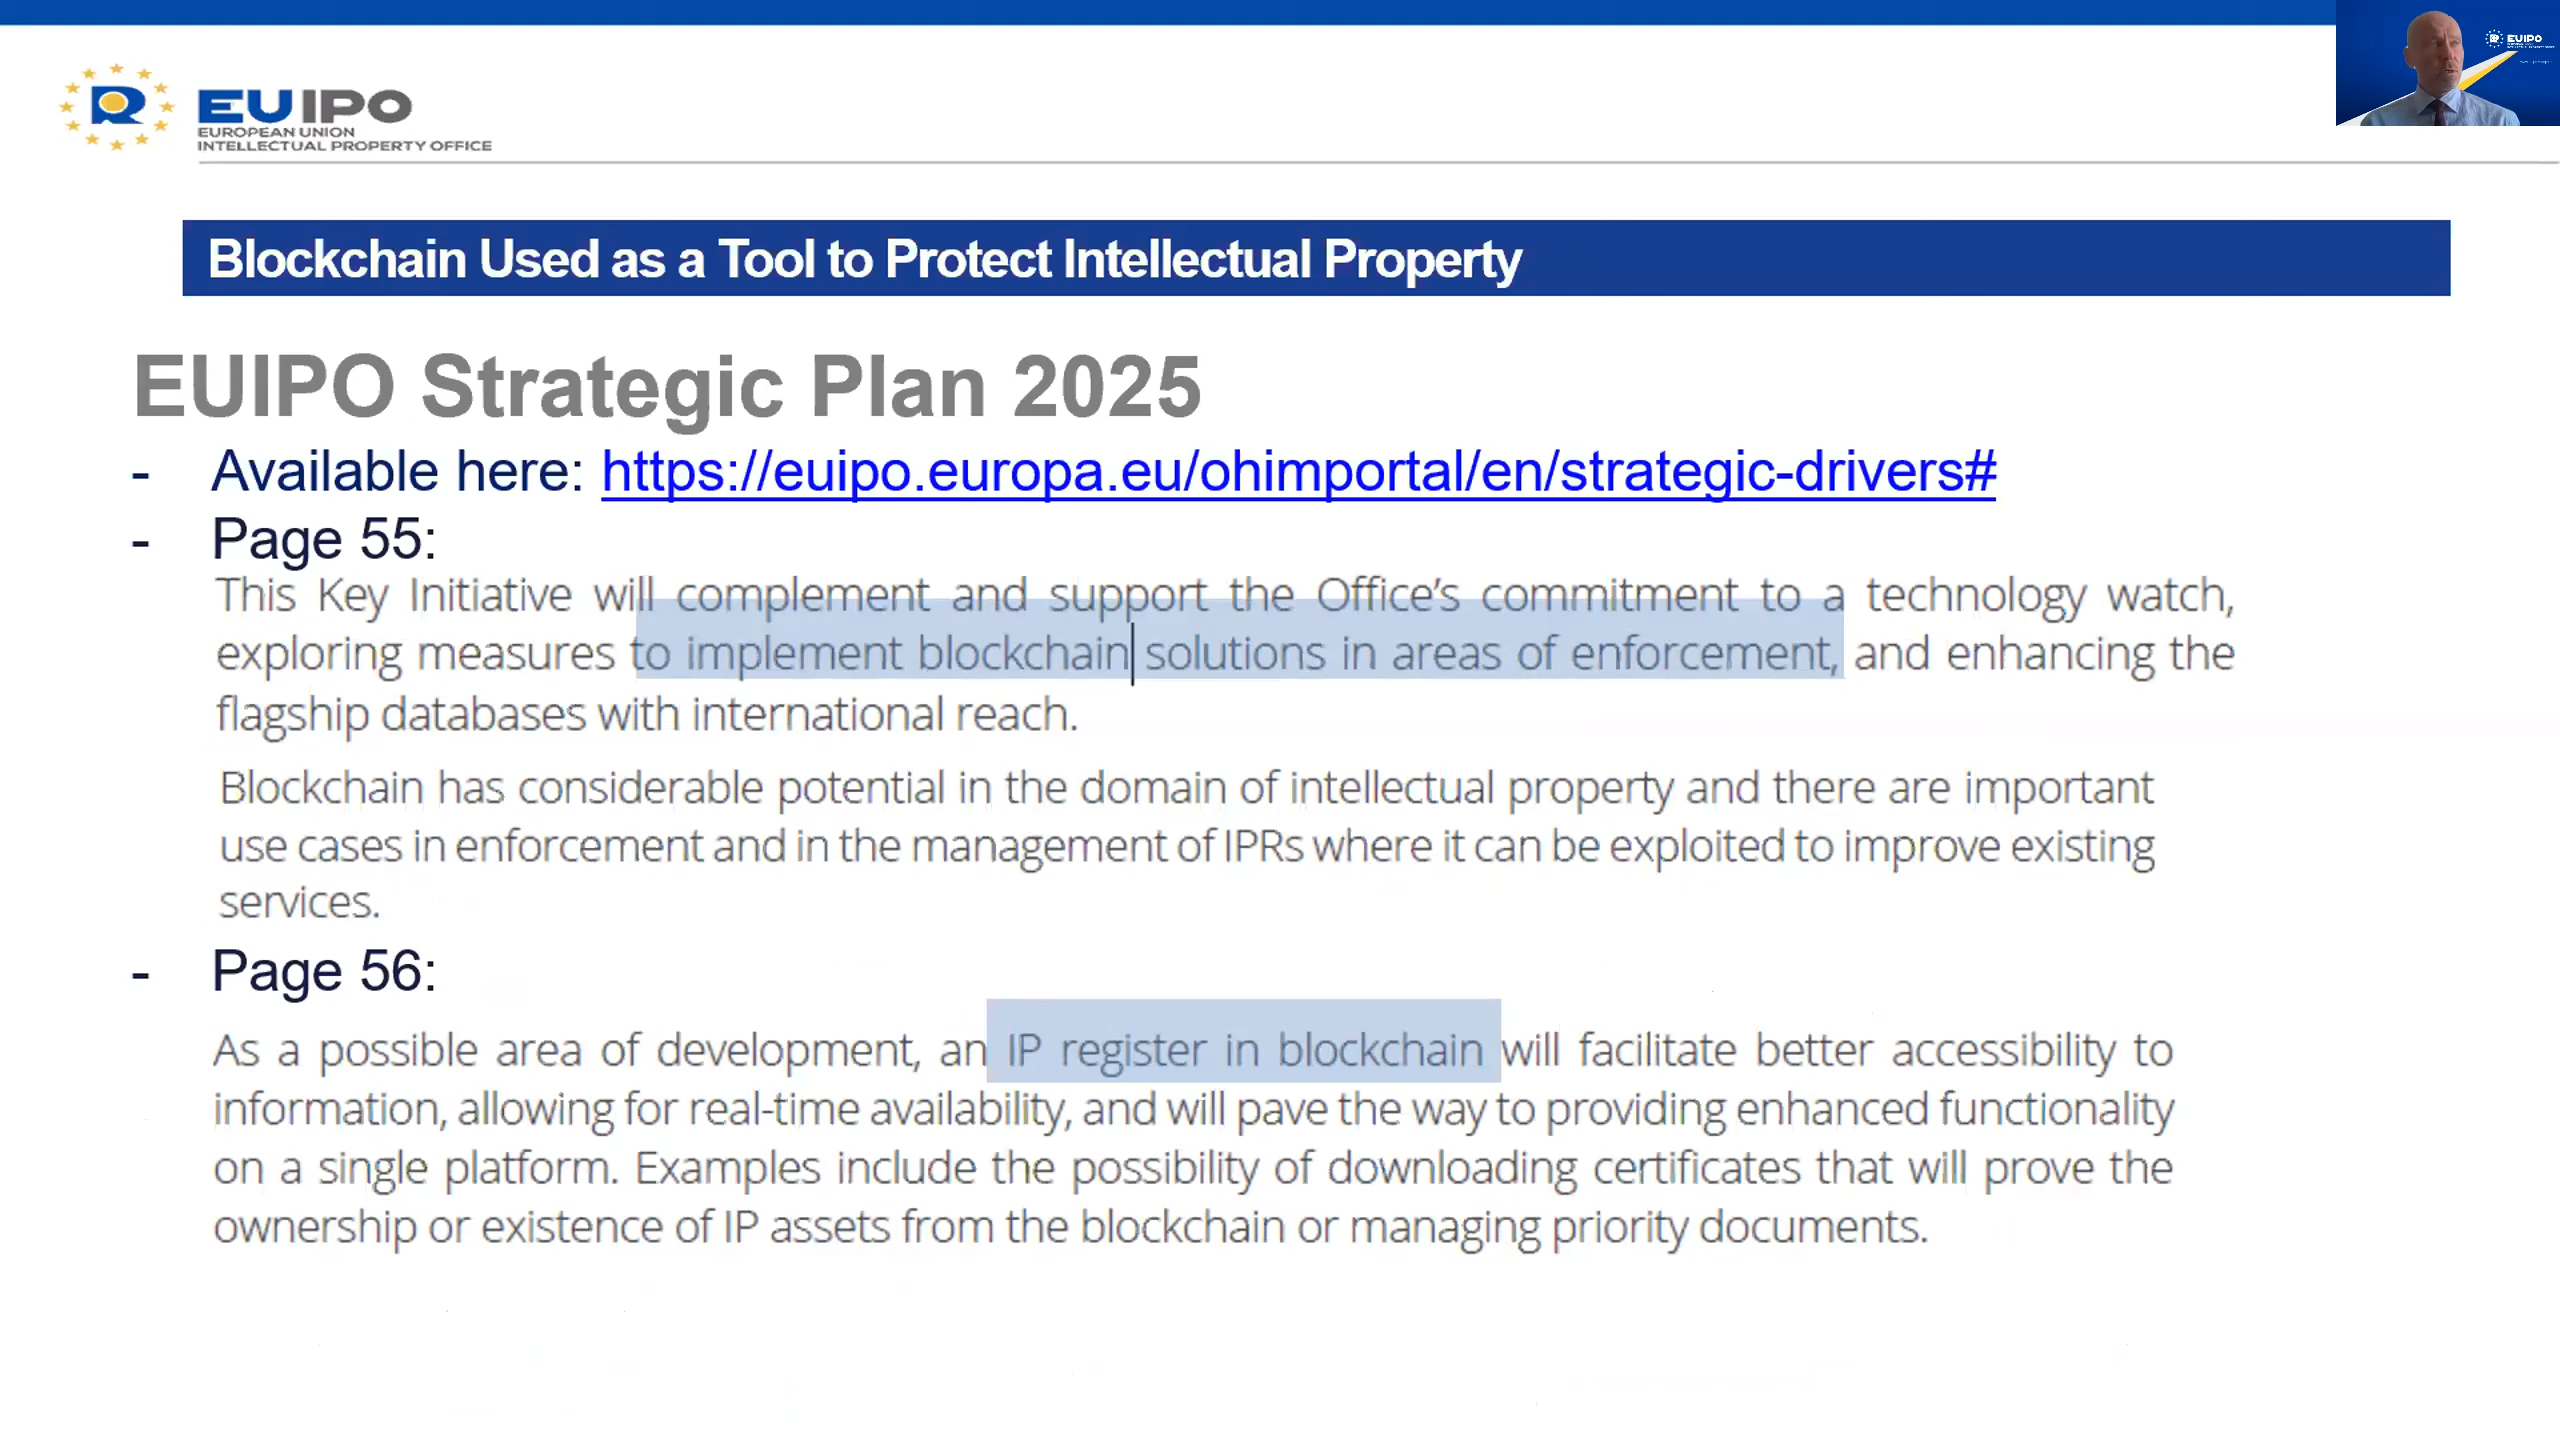 EUIPO
EUROPEAN UNION
INTELLECTUAL PROPERTY OFFICE
EUIPO
Blockchain Used as a Tool to Protect Intellectual Property
EUIPO Strategic Plan 2025
- Available here: https://euipo.europa.eu/ohimportal/en/strategic-drivers#
- Page 55:
This Key Initiative will complement and support the Office's commitment to a technology watch,
exploring measures to implement blockchain solutions in areas of enforcement, and enhancing the
flagship databases with international reach.
Blockchain has considerable potential in the domain of intellectual property and there are important
use cases in enforcement and in the management of IPRs where it can be exploited to improve existing
services.
- Page 56:
As a possible area of development, an IP register in blockchain will facilitate better accessibility to
information, allowing for real-time availability, and will pave the way to providing enhanced functionality
on a single platform. Examples include the possibility of downloading certificates that will prove the
ownership or existence of IP assets from the blockchain or managing priority documents.